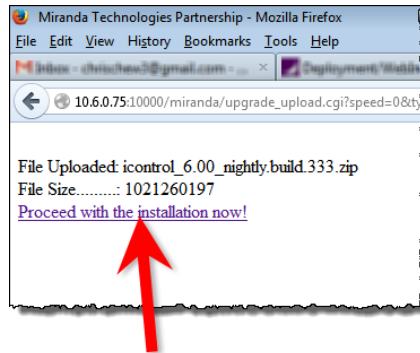 Miranda Technologies Partnership - Mozilla Firefox
File Edit View History Bookmarks Tools Help
10.6.0.75:10000/miranda/upgrade_upload.cgi?speed=0&ty
File Uploaded: icontrol_6.00_nightly.build.333.zip
File Size.........: 1021260197
Proceed with the installation now!